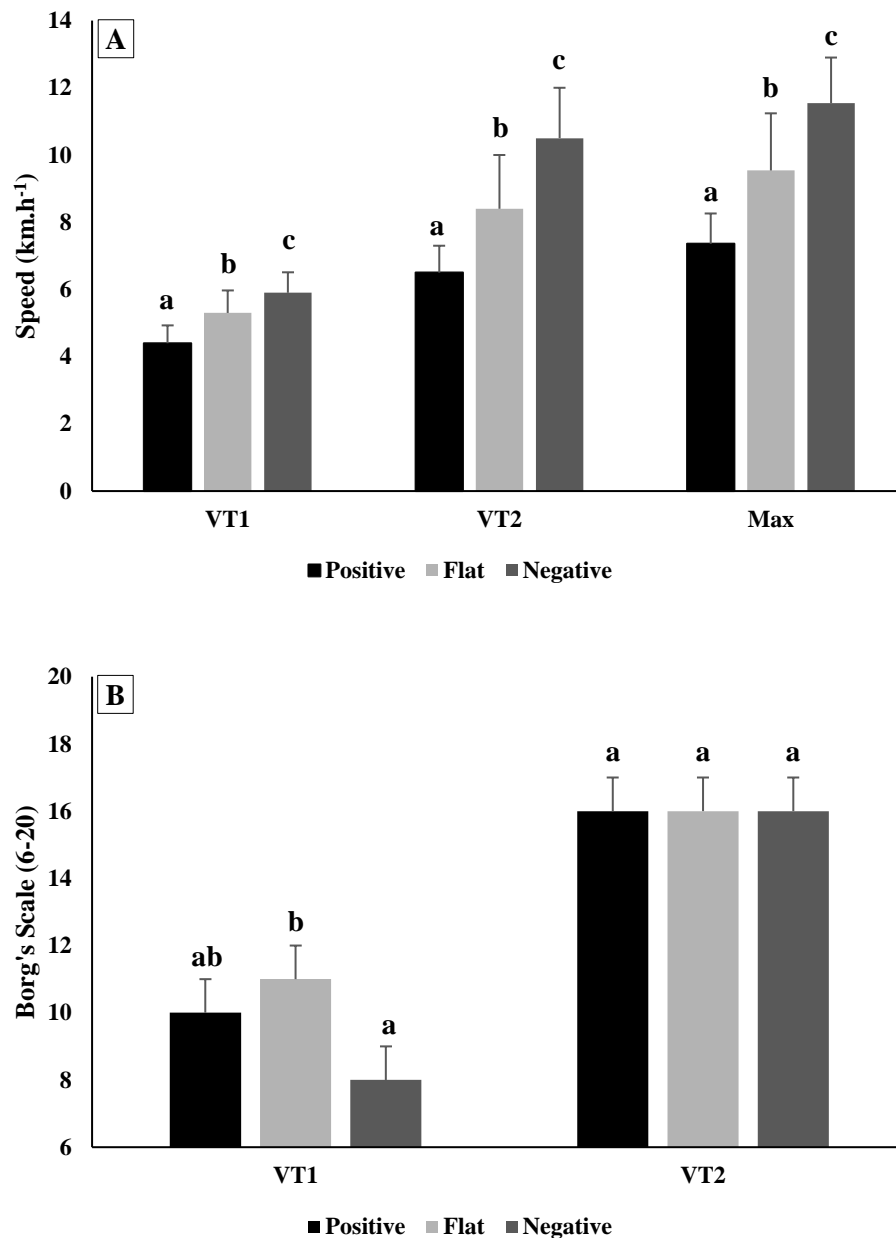 A
14
12
10
8
6
4
2
0
Speed (km.h-1)
a b c
a b c
a b c
VT1 VT2 Max
Positive Flat Negative
B
20
18
16
14
12
10
8
6
Borg's Scale (6-20)
ab b a
a a a
VT1 VT2
Positive Flat Negative